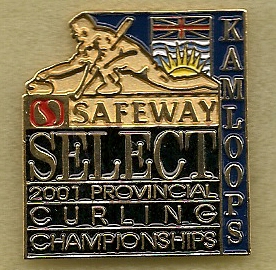 SAFEWAY
SELECT
2001 PROVINCIAL
CURLING
CHAMPIONSHIPS
KAMLOOPS